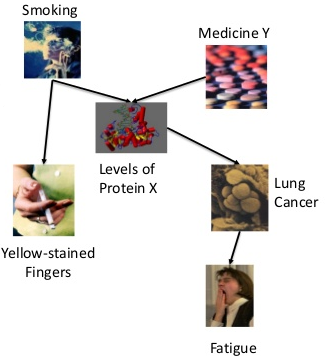 Smoking
Medicine Y
Levels of
Protein X
Lung
Cancer
Yellow-stained
Fingers
Fatigue